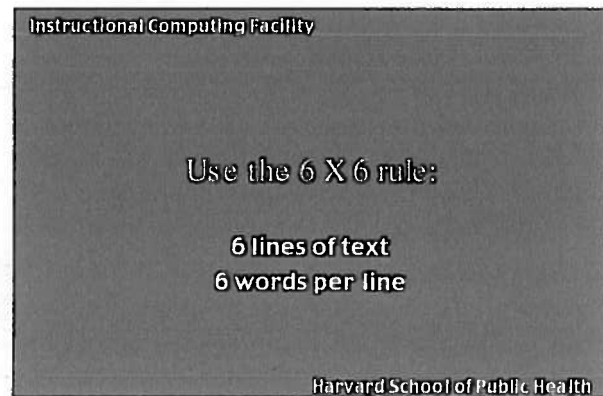 Instructional Computing Facility
Use the 6 X 6 rule:
6 lines of text
6 words per line
Harvard School of Public Health